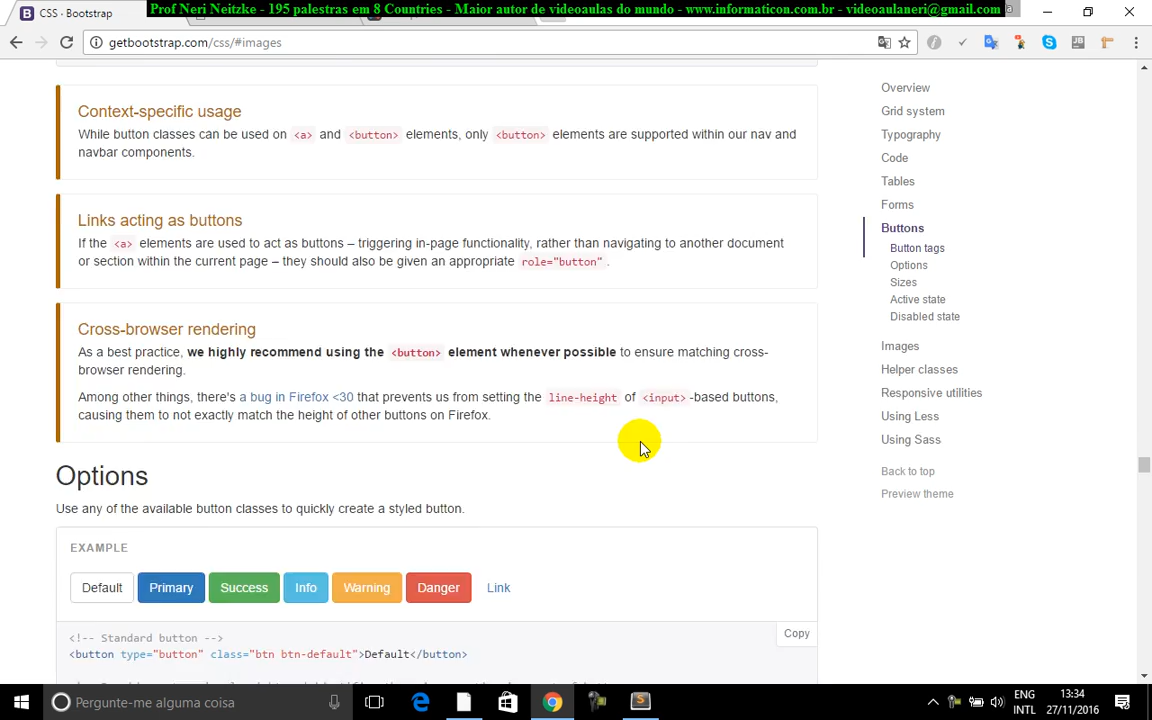 CSS · Bootstrap
Prof Neri Neitzke - 195 palestras em 8 Countries - Maior autor de videoaulas do mundo - www.informaticon.com.br - videoaulaneri@gmail.com
getbootstrap.com/css/#images
Context-specific usage
While button classes can be used on <a> and <button> elements, only <button> elements are supported within our nav and
navbar components.
Links acting as buttons
If the <a> elements are used to act as buttons – triggering in-page functionality, rather than navigating to another document
or section within the current page – they should also be given an appropriate role="button".
Cross-browser rendering
As a best practice, we highly recommend using the <button> element whenever possible to ensure matching cross-
browser rendering.
Among other things, there's a bug in Firefox <30 that prevents us from setting the line-height of <input>-based buttons,
causing them to not exactly match the height of other buttons on Firefox.
Options
Use any of the available button classes to quickly create a styled button.
EXAMPLE
Default Primary Success Info Warning Danger Link
Copy
<!-- Standard button -->
<button type="button" class="btn btn-default">Default</button>
Overview
Grid system
Typography
Code
Tables
Forms
Buttons
Button tags
Options
Sizes
Active state
Disabled state
Images
Helper classes
Responsive utilities
Using Less
Using Sass
Back to top
Preview theme
Pergunte-me alguma coisa
ENG
INTL
13:34
27/11/2016